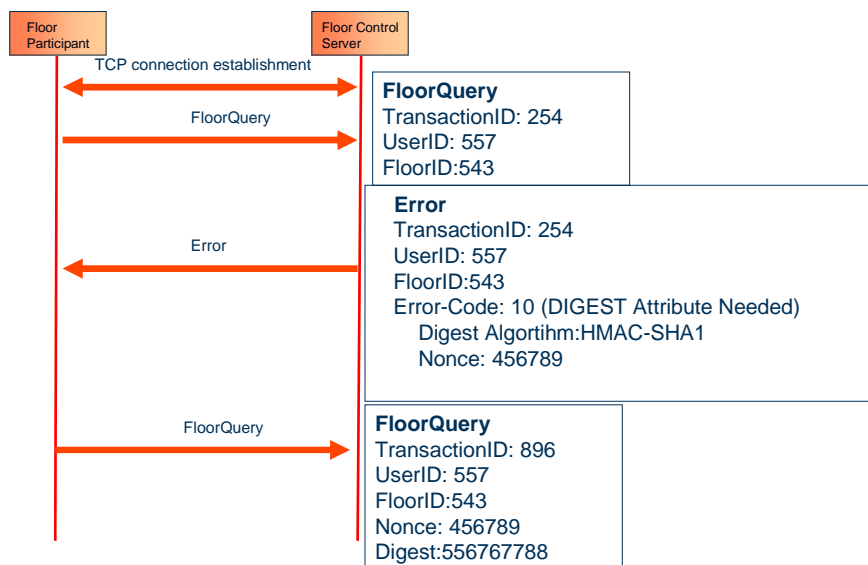 Floor
Participant
Floor Control
Server
TCP connection establishment
FloorQuery
FloorQuery
TransactionID: 254
UserID: 557
FloorID:543
Error
Error
TransactionID: 254
UserID: 557
FloorID:543
Error-Code: 10 (DIGEST Attribute Needed)
Digest Algortihm:HMAC-SHA1
Nonce: 456789
FloorQuery
FloorQuery
TransactionID: 896
UserID: 557
FloorID:543
Nonce: 456789
Digest:556767788